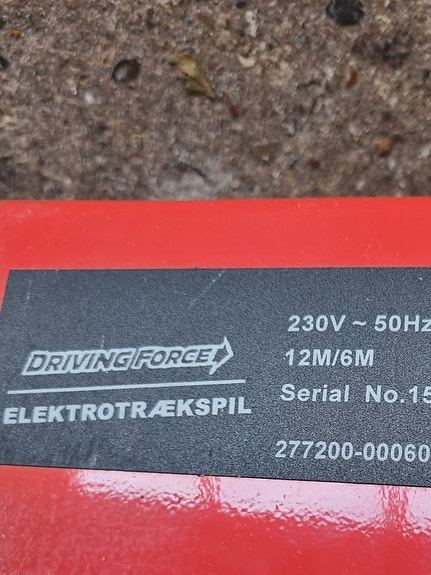 DRIVING FORCE
ELEKTROTRÆKSPIL
230V ~ 50Hz
12M/6M
Serial No.15
277200-00060